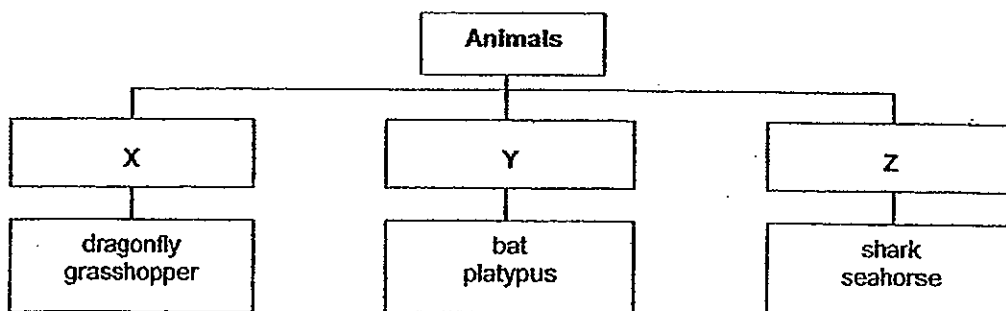 Animals
X
Y
Z
dragonfly
grasshopper
bat
platypus
shark
seahorse